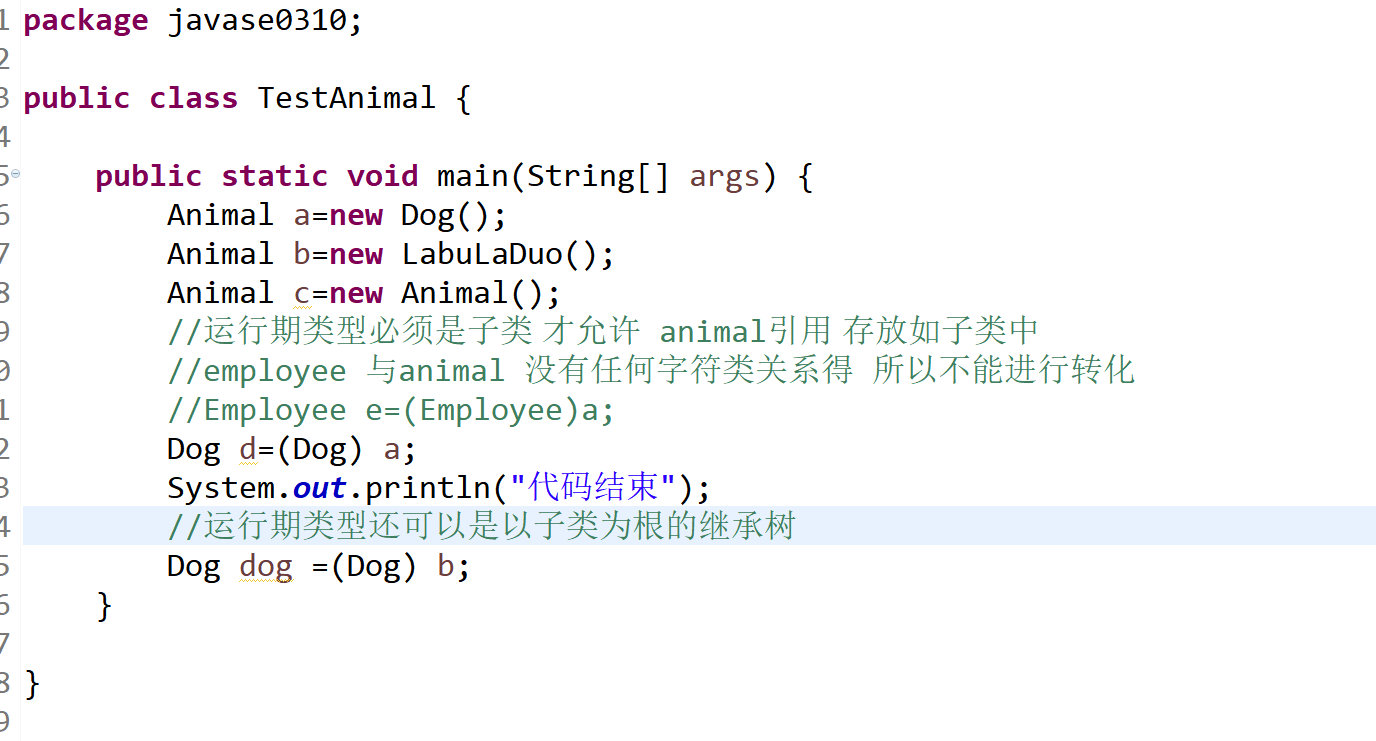 1 package javase0310;
2
3 public class TestAnimal {
4
5 public static void main(String[] args) {
6 Animal a=new Dog();
7 Animal b=new LabuLaDuo();
8 Animal c=new Animal();
9 //运行期类型必须是子类 才允许 animal引用 存放如子类中
0 //employee 与animal 没有任何字符类关系得 所以不能进行转化
1 //Employee e=(Employee)a;
2 Dog d=(Dog) a;
3 System.out.println("代码结束");
4 //运行期类型还可以是以子类为根的继承树
5 Dog dog =(Dog) b;
6 }
7
8 }
9